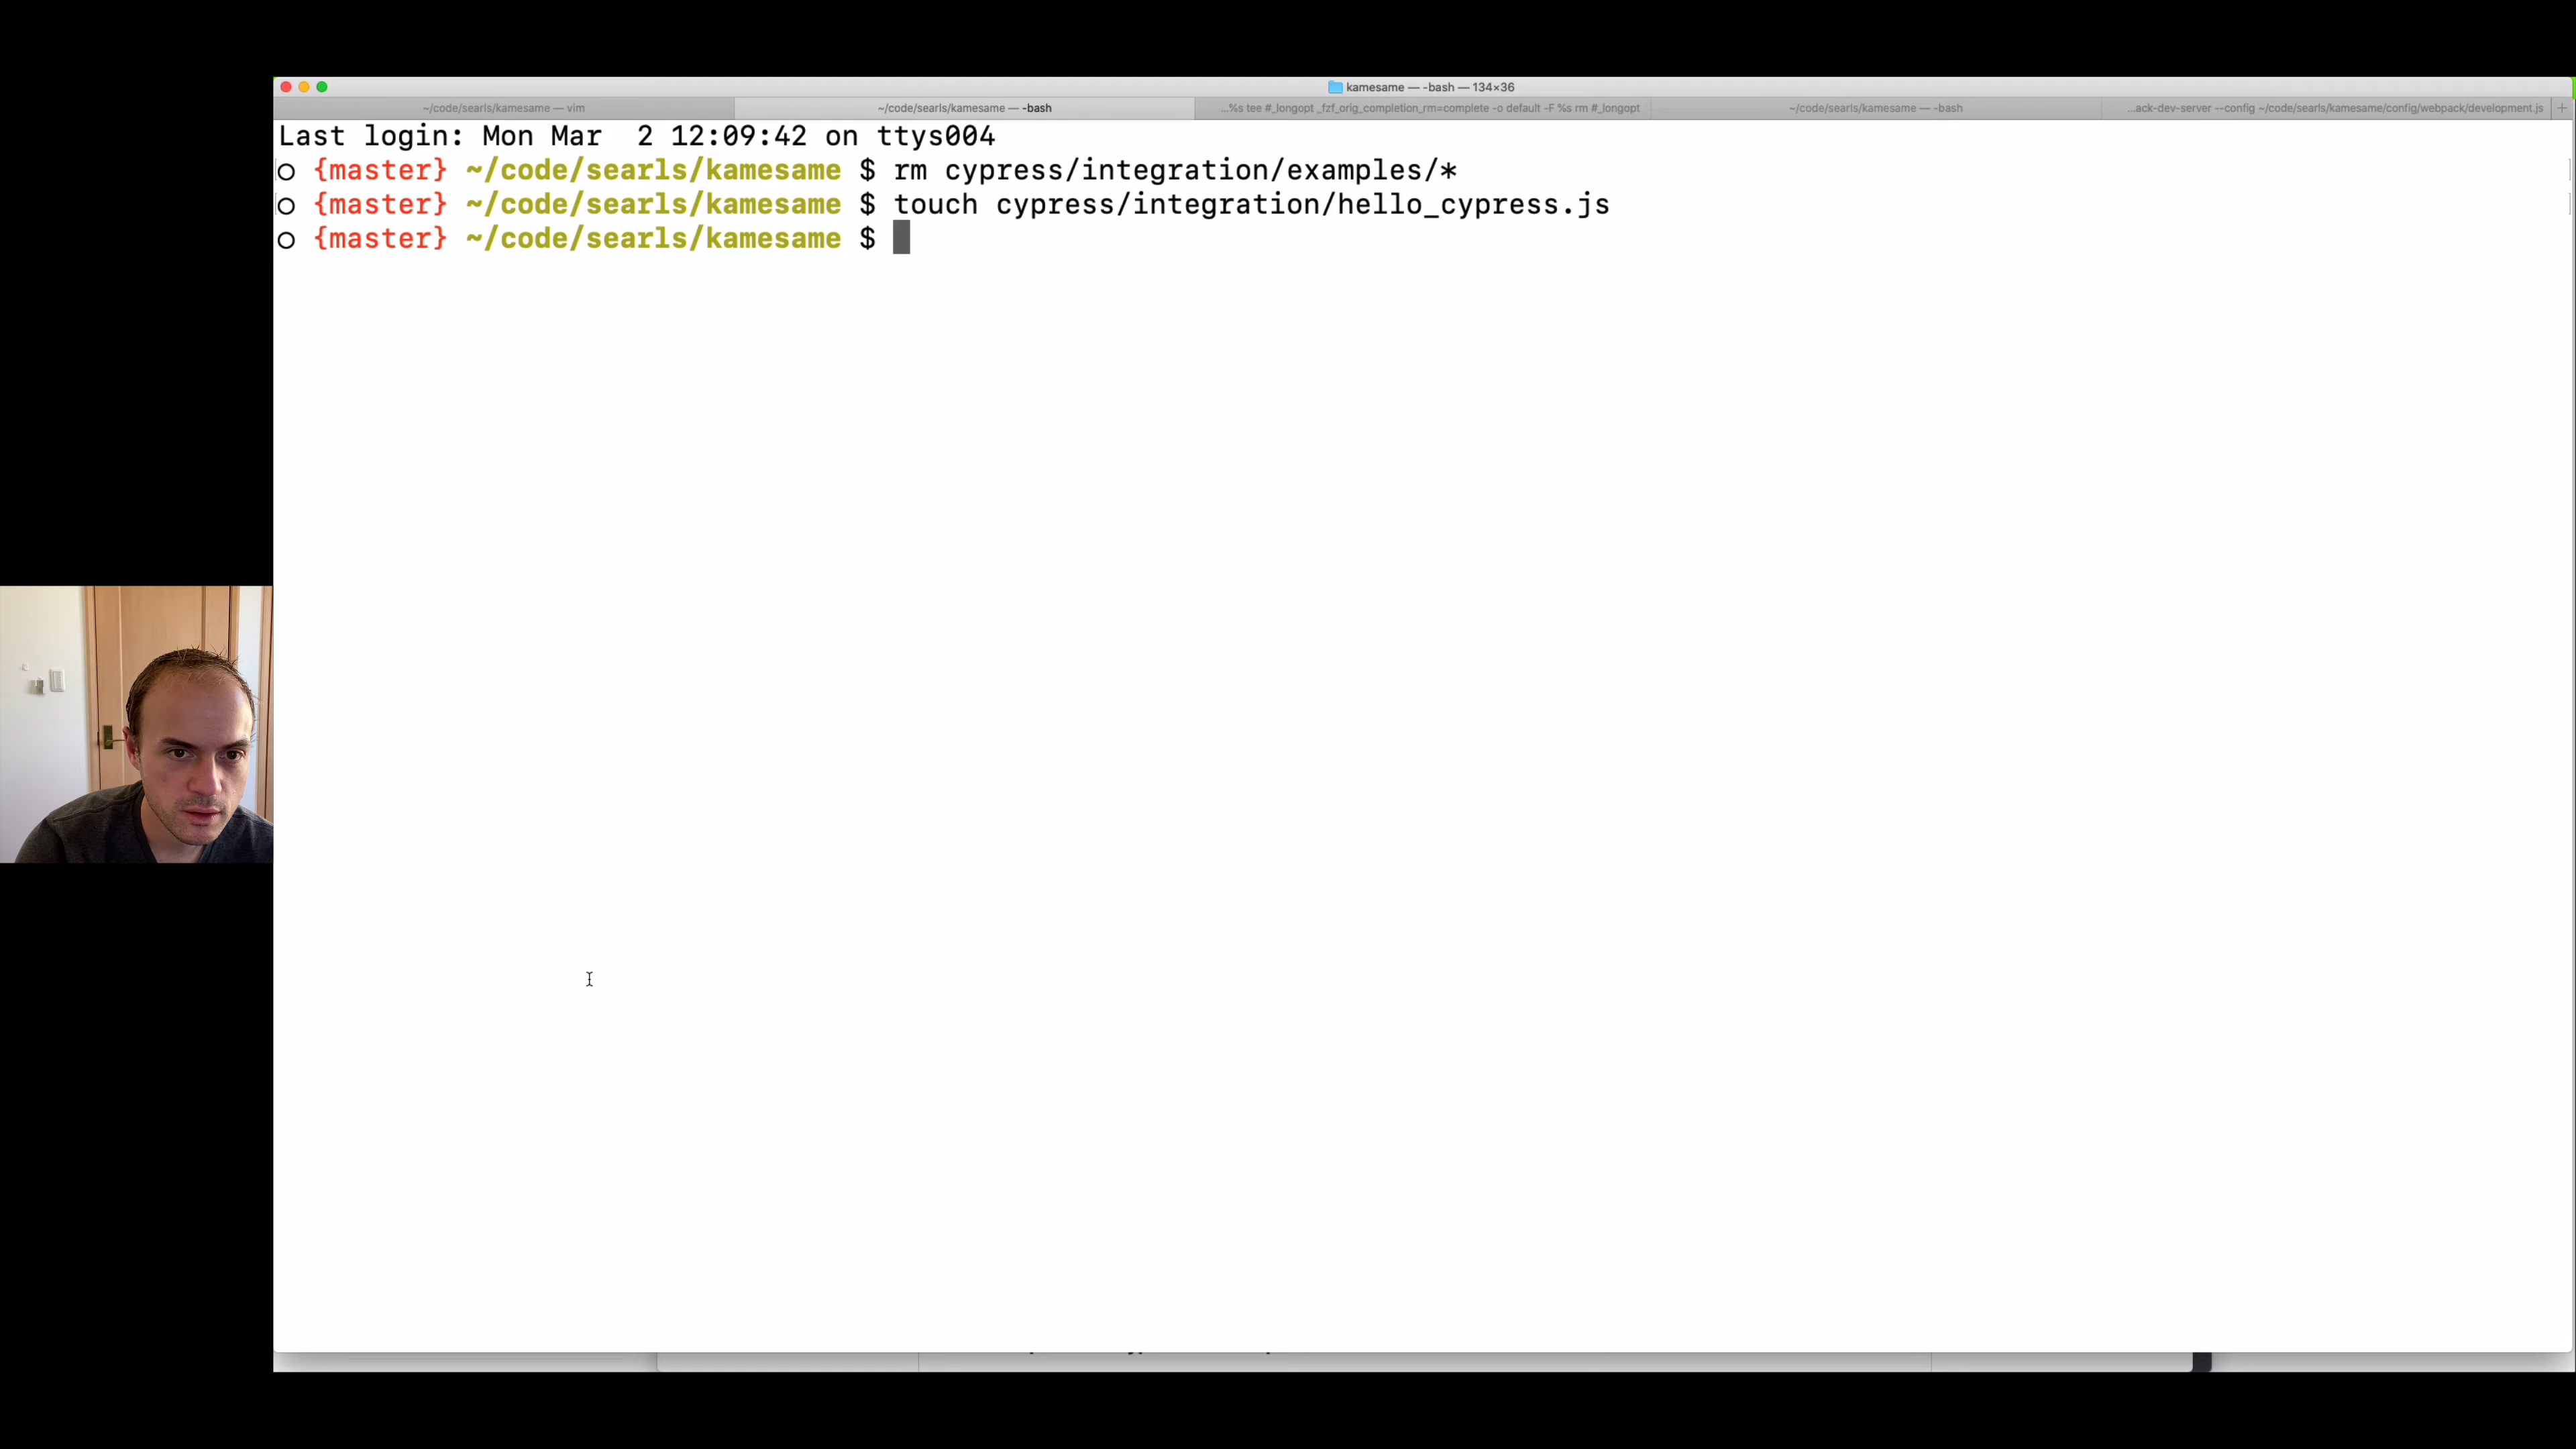 kamesame — -bash — 134×36
~/code/searls/kamesame — vim
~/code/searls/kamesame — -bash
...%s tee #_longopt _fzf_orig_completion_rm=complete -o default -F %s rm #_longopt
~/code/searls/kamesame — -bash
...ack-dev-server --config ~/code/searls/kamesame/config/webpack/development.js
Last login: Mon Mar  2 12:09:42 on ttys004
{master} ~/code/searls/kamesame $ rm cypress/integration/examples/*
{master} ~/code/searls/kamesame $ touch cypress/integration/hello_cypress.js
{master} ~/code/searls/kamesame $